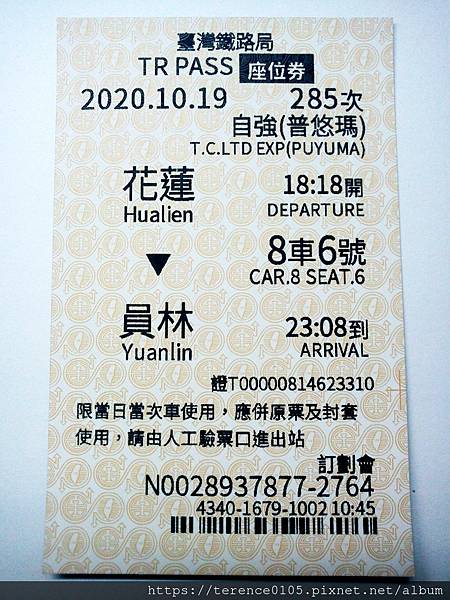 臺灣鐵路局
TR PASS 座位券
2020.10.19 285次
自強(普悠瑪)
T.C.LTD EXP(PUYUMA)
花蓮 18:18開
Hualien DEPARTURE
▼ 8車6號
CAR.8 SEAT.6
員林 23:08到
Yuanlin ARRIVAL
證T00000814623310
限當日當次車使用，應併原票及封套
使用，請由人工驗票口進出站
訂劃會
N0028937877-2764
4340-1679-1002 10:45
https://terence0105.pixnet.net/album